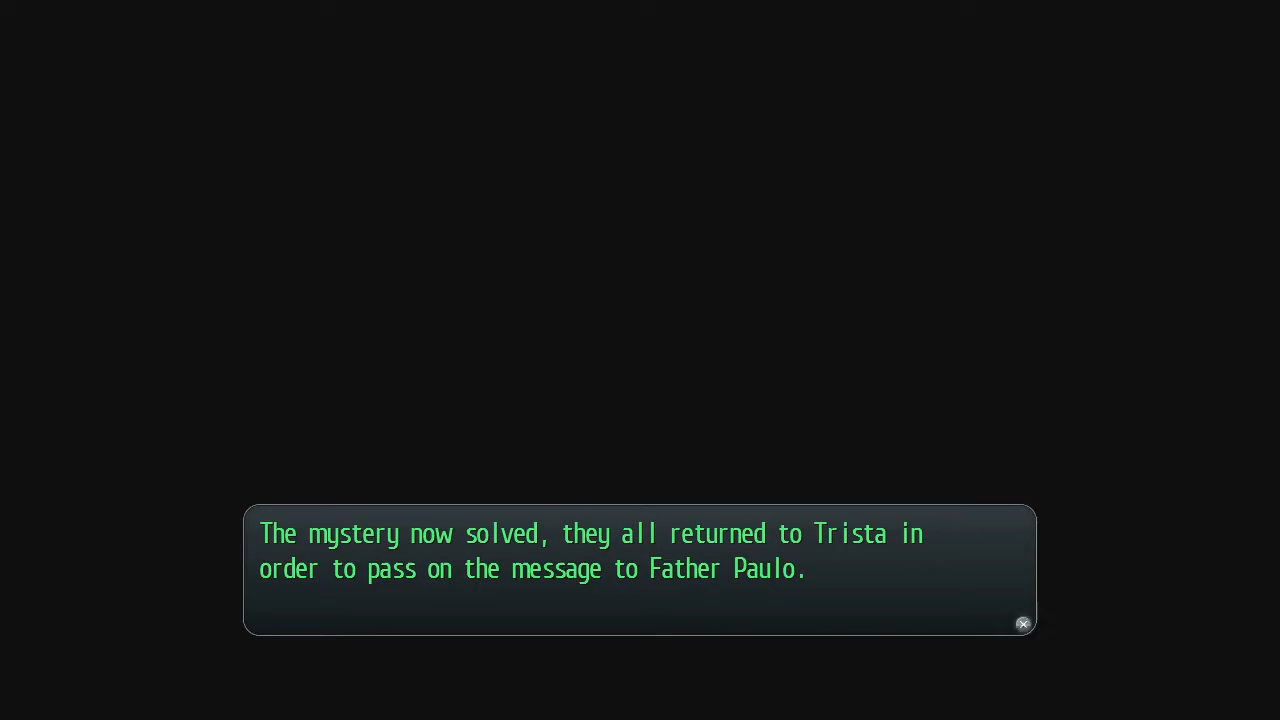 The mystery now solved, they all returned to Trista in
order to pass on the message to Father Paulo.